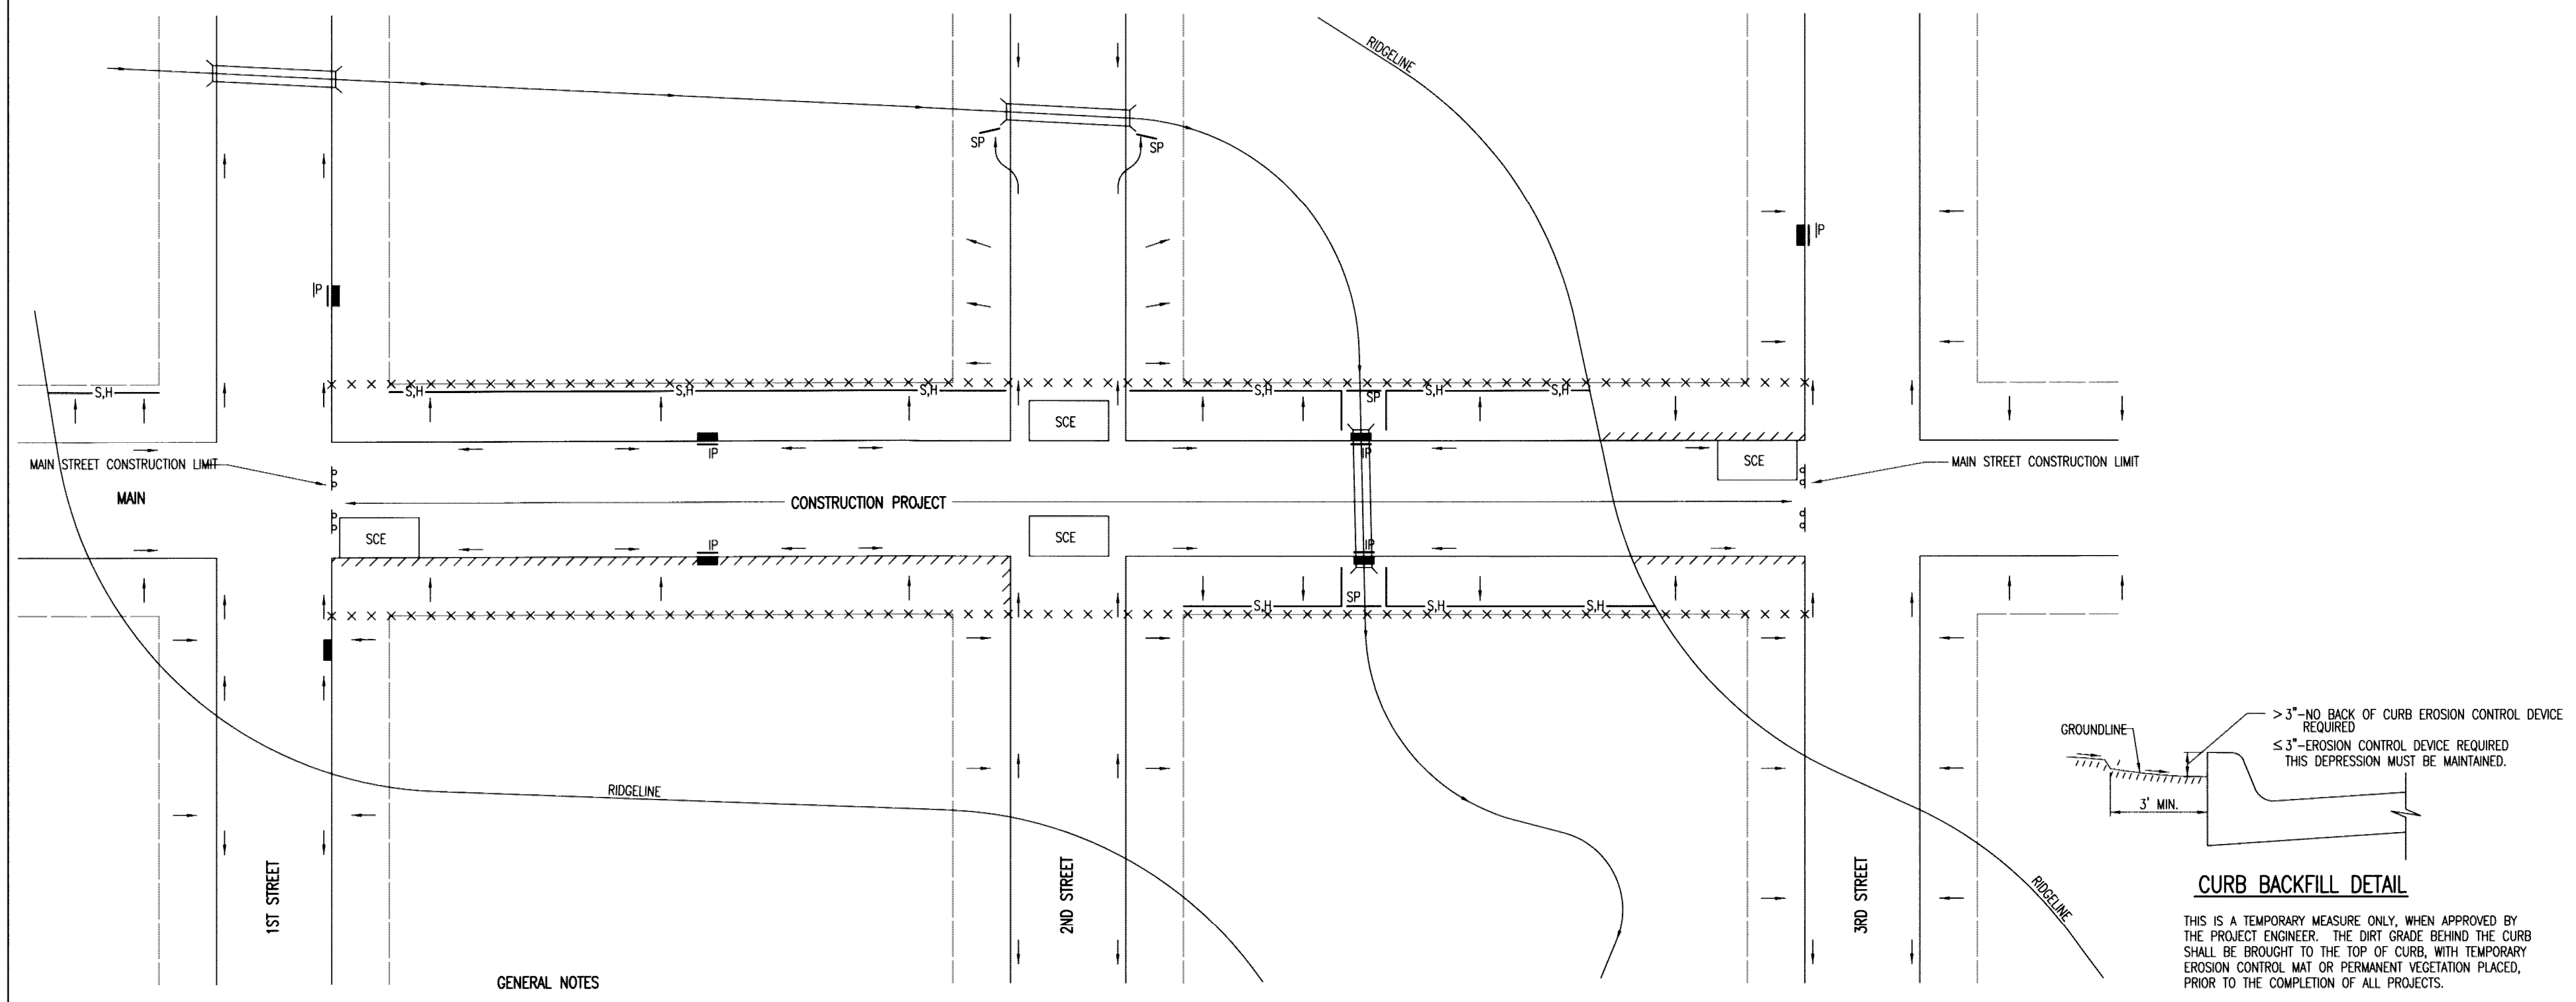 RIDGELINE
SP
SP
IP
IP
S,H
S,H
S,H
S,H
S,H
SP
S,H
S,H
SCE
MAIN STREET CONSTRUCTION LIMIT
IP
IP
SCE
MAIN STREET CONSTRUCTION LIMIT
MAIN
CONSTRUCTION PROJECT
SCE
SCE
IP
IP
S,H
SP
S,H
S,H
RIDGELINE
1ST STREET
2ND STREET
3RD STREET
RIDGELINE
GENERAL NOTES
GROUNDLINE
> 3"-NO BACK OF CURB EROSION CONTROL DEVICE
REQUIRED
≤ 3"-EROSION CONTROL DEVICE REQUIRED
THIS DEPRESSION MUST BE MAINTAINED.
3' MIN.
CURB BACKFILL DETAIL
THIS IS A TEMPORARY MEASURE ONLY, WHEN APPROVED BY
THE PROJECT ENGINEER. THE DIRT GRADE BEHIND THE CURB
SHALL BE BROUGHT TO THE TOP OF CURB, WITH TEMPORARY
EROSION CONTROL MAT OR PERMANENT VEGETATION PLACED,
PRIOR TO THE COMPLETION OF ALL PROJECTS.